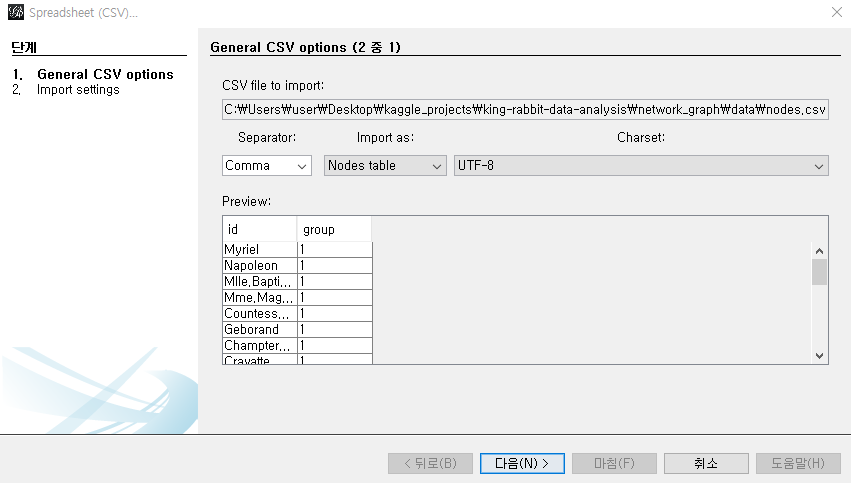 Spreadsheet (CSV)...
단계
1. General CSV options
2. Import settings
General CSV options (2 중 1)
CSV file to import:
C:₩Users₩user₩Desktop₩kaggle_projects₩king-rabbit-data-analysis₩network_graph₩data₩nodes.csv
Separator: Import as: Charset:
Comma Nodes table UTF-8
Preview:
id group
Myriel 1
Napoleon 1
Mlle.Bapti... 1
Mme.Mag... 1
Countess... 1
Geborand 1
Champter... 1
Cravatte 1
< 뒤로(B) 다음(N) > 마침(F) 취소 도움말(H)